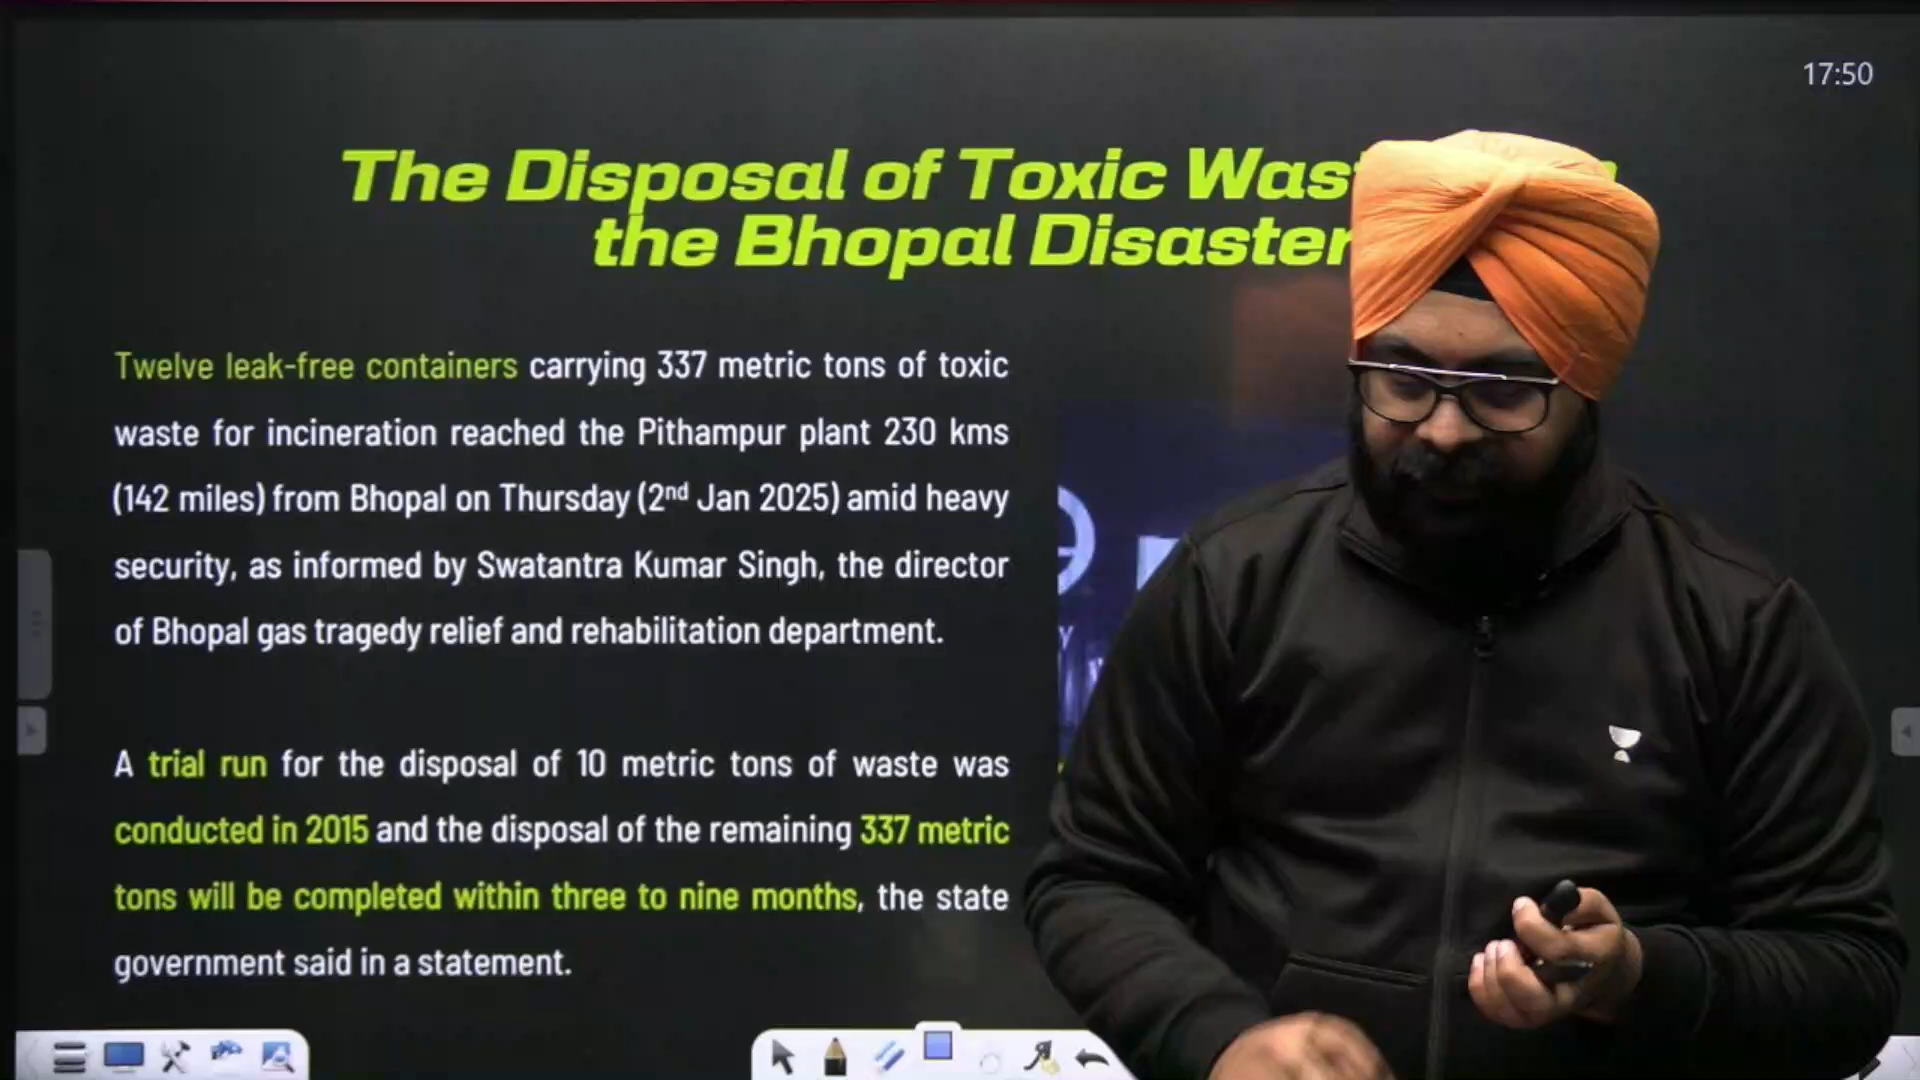 17:50
The Disposal of Toxic
the Bhopal Disaster
Twelve leak-free containers carrying 337 metric tons of toxic
waste for incineration reached the Pithampur plant 230 kms
(142 miles) from Bhopal on Thursday (2nd Jan 2025) amid heavy
security, as informed by Swatantra Kumar Singh, the director
of Bhopal gas tragedy relief and rehabilitation department.
A trial run for the disposal of 10 metric tons of waste was
conducted in 2015 and the disposal of the remaining 337 metric
tons will be completed within three to nine months, the state
government said in a statement.